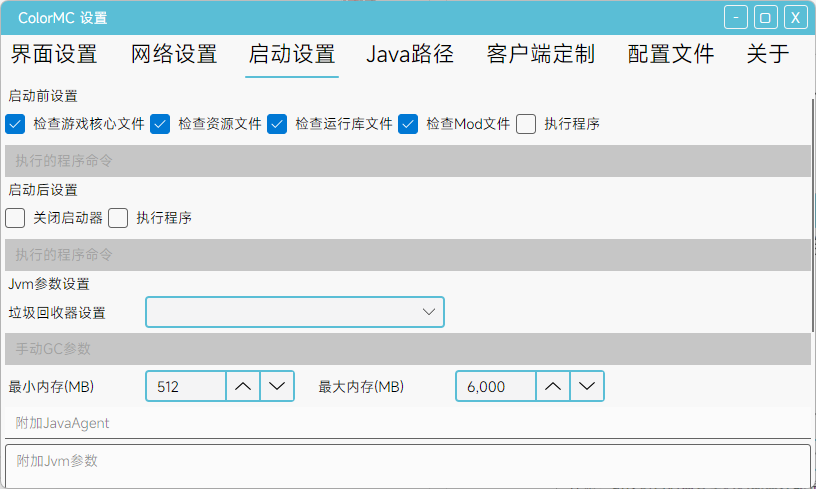 ColorMC 设置
界面设置 网络设置 启动设置 Java路径 客户端定制 配置文件 关于
启动前设置
检查游戏核心文件 检查资源文件 检查运行库文件 检查Mod文件 执行程序
执行的程序命令
启动后设置
关闭启动器 执行程序
执行的程序命令
Jvm参数设置
垃圾回收器设置
手动GC参数
最小内存(MB) 512 最大内存(MB) 6,000
附加JavaAgent
附加Jvm参数